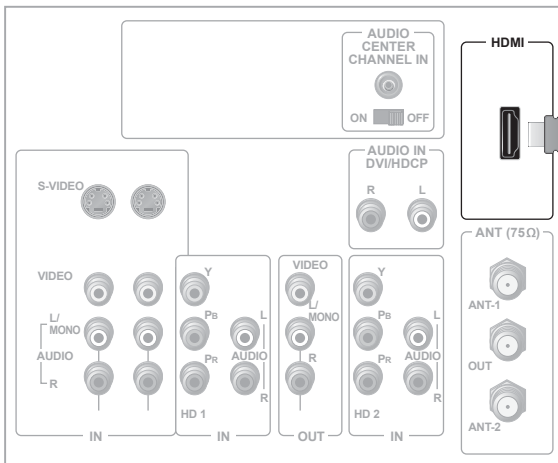 AUDIO
CENTER
CHANNEL IN
ON OFF
HDMI
AUDIO IN
DVI/HDCP
R L
S-VIDEO
VIDEO
L/
MONO
AUDIO
R
IN
Y
PB
PR
L
AUDIO
R
HD 1
IN
VIDEO
L/
MONO
R
OUT
Y
PB
PR
L
AUDIO
R
HD 2
IN
ANT (75Ω)
ANT-1
OUT
ANT-2